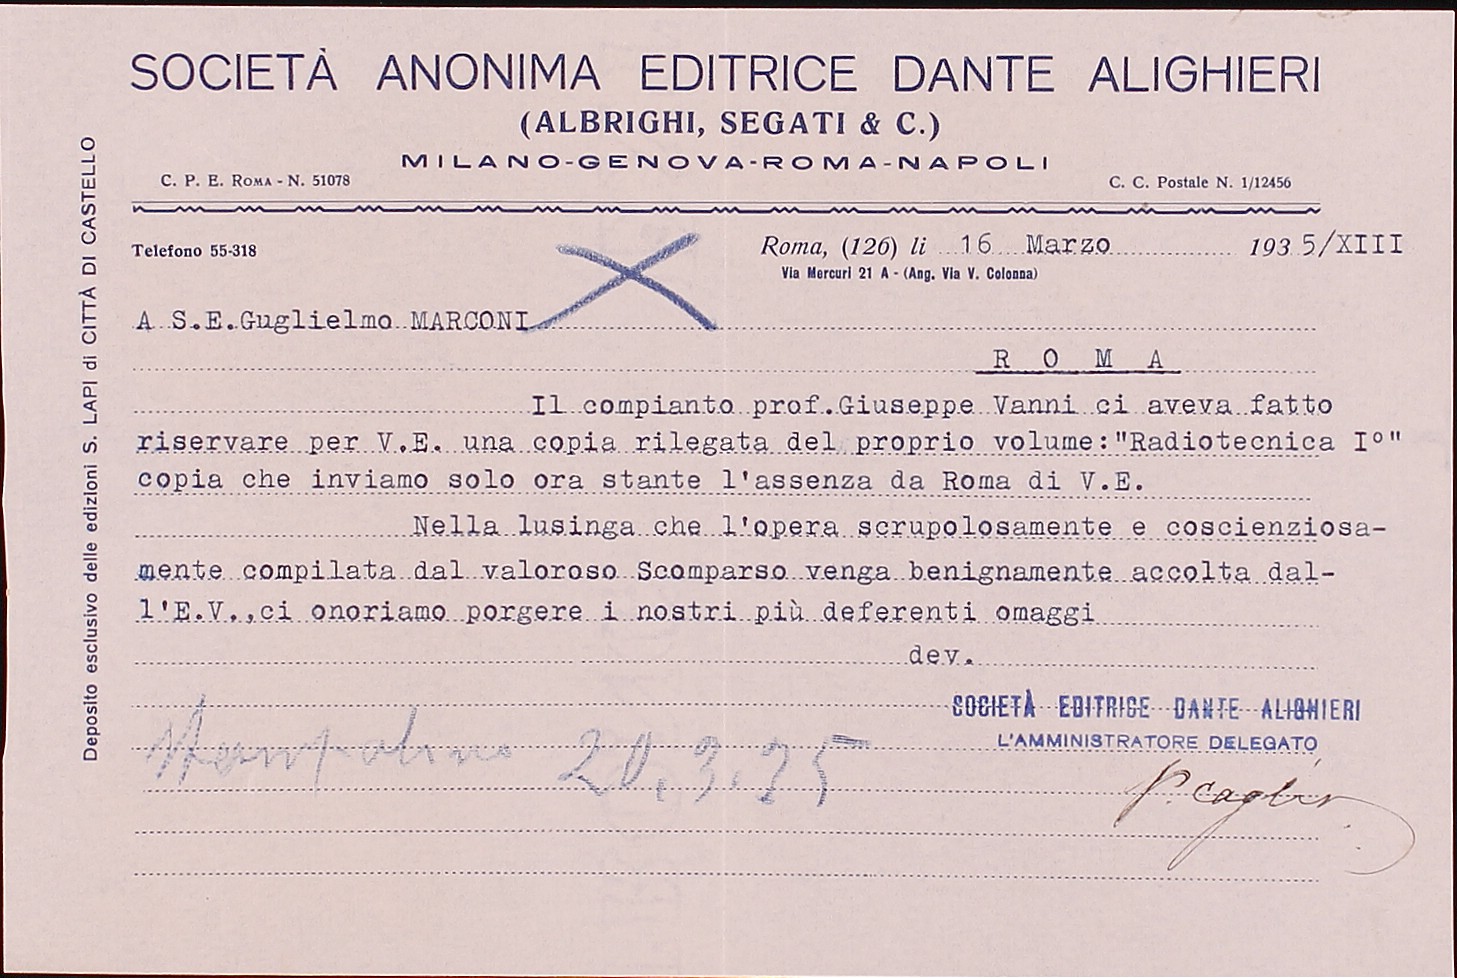 SOCIETÀ ANONIMA EDITRICE DANTE ALIGHIERI
(ALBRIGHI, SEGATI & C.)
MILANO-GENOVA-ROMA-NAPOLI
C. P. E. ROMA - N. 51078
C. C. Postale N. 1/12456
Deposito esclusivo delle edizioni S. LAPI di CITTÀ DI CASTELLO
Telefono 55-318
Roma, (126) li 16 Marzo 1935/XIII
Via Mercuri 21 A - (Ang. Via V. Colonna)
A S.E.Guglielmo MARCONI
R O M A
Il compianto prof.Giuseppe Vanni ci aveva fatto
riservare per V.E. una copia rilegata del proprio volume:"Radiotecnica I°"
copia che inviamo solo ora stante l'assenza da Roma di V.E.
Nella lusinga che l'opera scrupolosamente e coscienziosa-
mente compilata dal valoroso Scomparso venga benignamente accolta dal-
l'E.V.,ci onoriamo porgere i nostri più deferenti omaggi
dev.
SOCIETÀ EDITRICE DANTE ALIGHIERI
L'AMMINISTRATORE DELEGATO
20.3.35